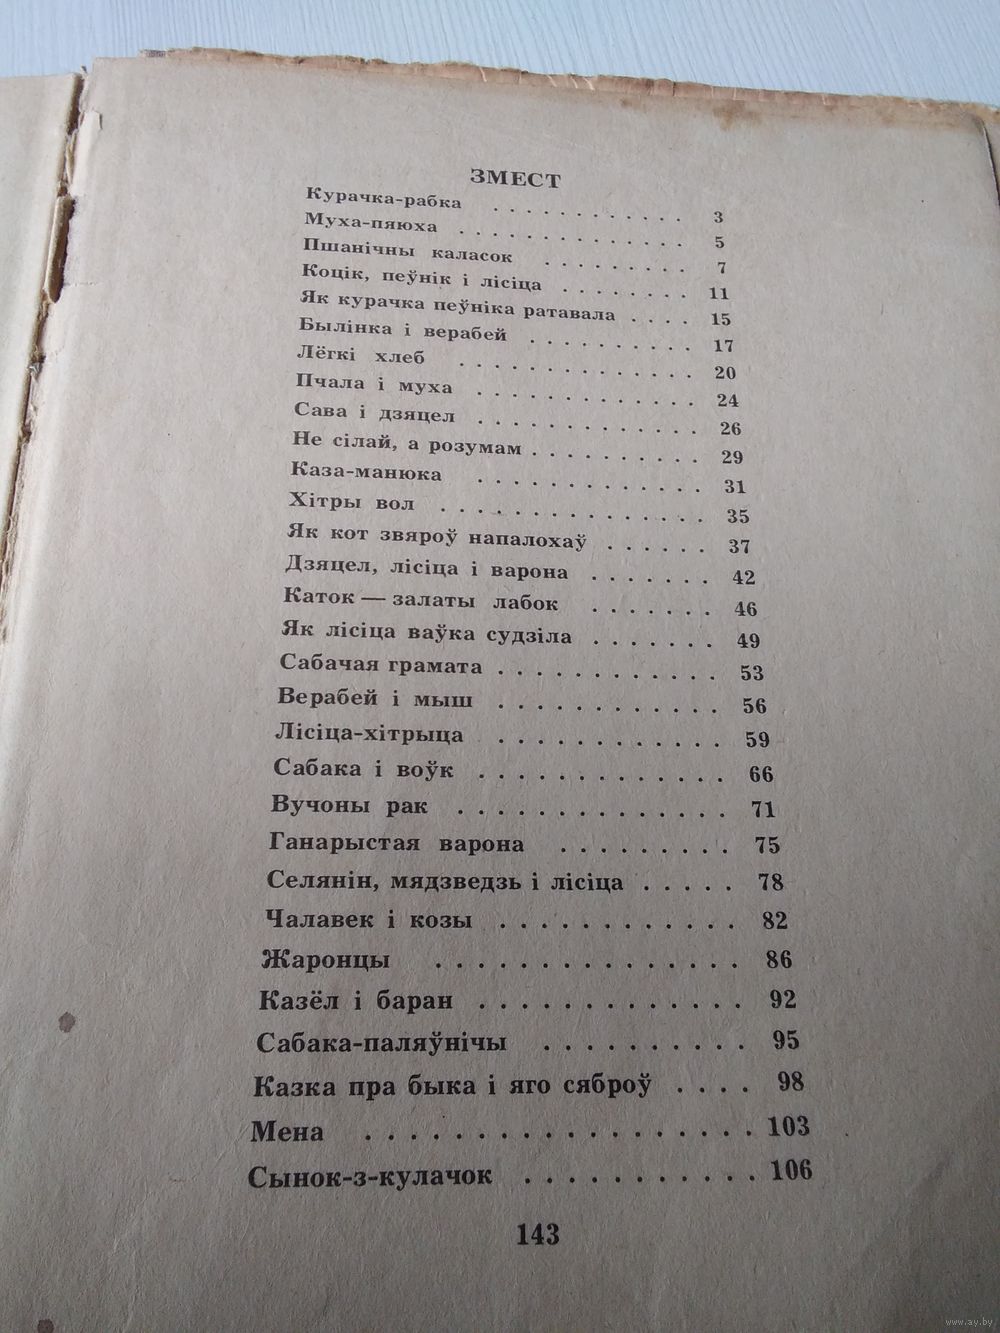 ЗМЕСТ
Курачка-рабка . . . . . . . . . . . . 3
Муха-пяюха . . . . . . . . . . . . . 5
Пшанічны каласок . . . . . . . . . 7
Коцік, пеўнік і лісіца . . . . . . . . 11
Як курачка пеўніка ратавала . . . . 15
Былінка і верабей . . . . . . . . . . 17
Лёгкі хлеб . . . . . . . . . . . . . . 20
Пчала і муха . . . . . . . . . . . . . 24
Сава і дзяцел . . . . . . . . . . . . . 26
Не сілай, а розумам . . . . . . . . . . 29
Каза-манюка . . . . . . . . . . . . . 31
Хітры вол . . . . . . . . . . . . . . . 35
Як кот звяроў напалохаў . . . . . . 37
Дзяцел, лісіца і варона . . . . . . . 42
Каток — залаты лабок . . . . . . . 46
Як лісіца ваўка судзіла . . . . . . . 49
Сабачая грамата . . . . . . . . . . . . 53
Верабей і мыш . . . . . . . . . . . . 56
Лісіца-хітрыца . . . . . . . . . . . . 59
Сабака і воўк . . . . . . . . . . . . . 66
Вучоны рак . . . . . . . . . . . . . . 71
Ганарыстая варона . . . . . . . . . 75
Селянін, мядзведзь і лісіца . . . . . 78
Чалавек і козы . . . . . . . . . . . . 82
Жаронцы . . . . . . . . . . . . . . . 86
Казёл і баран . . . . . . . . . . . . . 92
Сабака-паляўнічы . . . . . . . . . . 95
Казка пра быка і яго сяброў . . . . 98
Мена . . . . . . . . . . . . . . . . . . 103
Сынок-з-кулачок . . . . . . . . . . . 106
143
www.ay.by